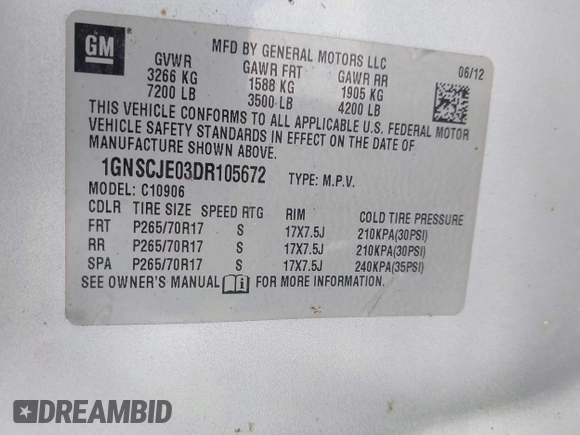 GM
MFD BY GENERAL MOTORS LLC
GVWR GAWR FRT GAWR RR 06/12
3266 KG 1588 KG 1905 KG
7200 LB 3500 LB 4200 LB
THIS VEHICLE CONFORMS TO ALL APPLICABLE U.S. FEDERAL MOTOR
VEHICLE SAFETY STANDARDS IN EFFECT ON THE DATE OF
MANUFACTURE SHOWN ABOVE.
1GNSCJE03DR105672 TYPE: M.P.V.
MODEL: C10906
CDLR TIRE SIZE SPEED RTG RIM COLD TIRE PRESSURE
FRT P265/70R17 S 17X7.5J 210KPA(30PSI)
RR P265/70R17 S 17X7.5J 210KPA(30PSI)
SPA P265/70R17 S 17X7.5J 240KPA(35PSI)
SEE OWNER'S MANUAL i FOR MORE INFORMATION.
DREAMBID